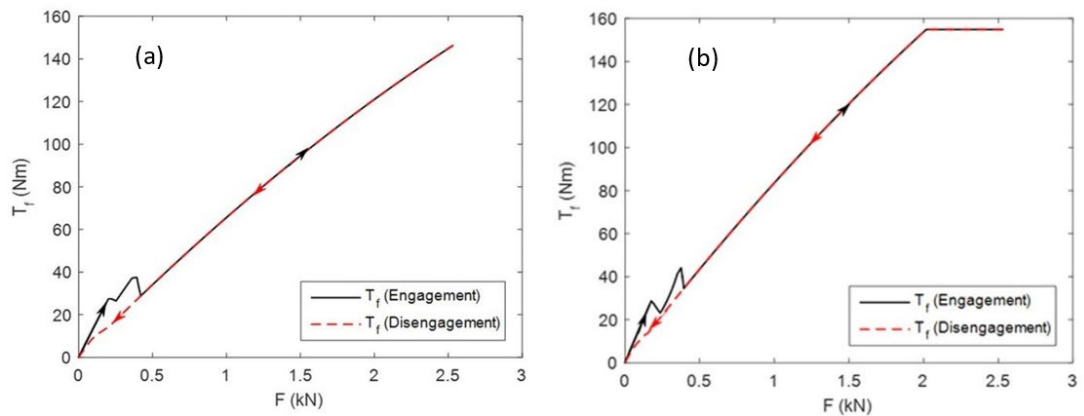 (a)
160
140
120
100
80
60
40
20
0
T_f (Nm)
0 0.5 1 1.5 2 2.5 3
F (kN)
T_f (Engagement)
T_f (Disengagement)
(b)
160
140
120
100
80
60
40
20
0
T_f (Nm)
0 0.5 1 1.5 2 2.5 3
F (kN)
T_f (Engagement)
T_f (Disengagement)